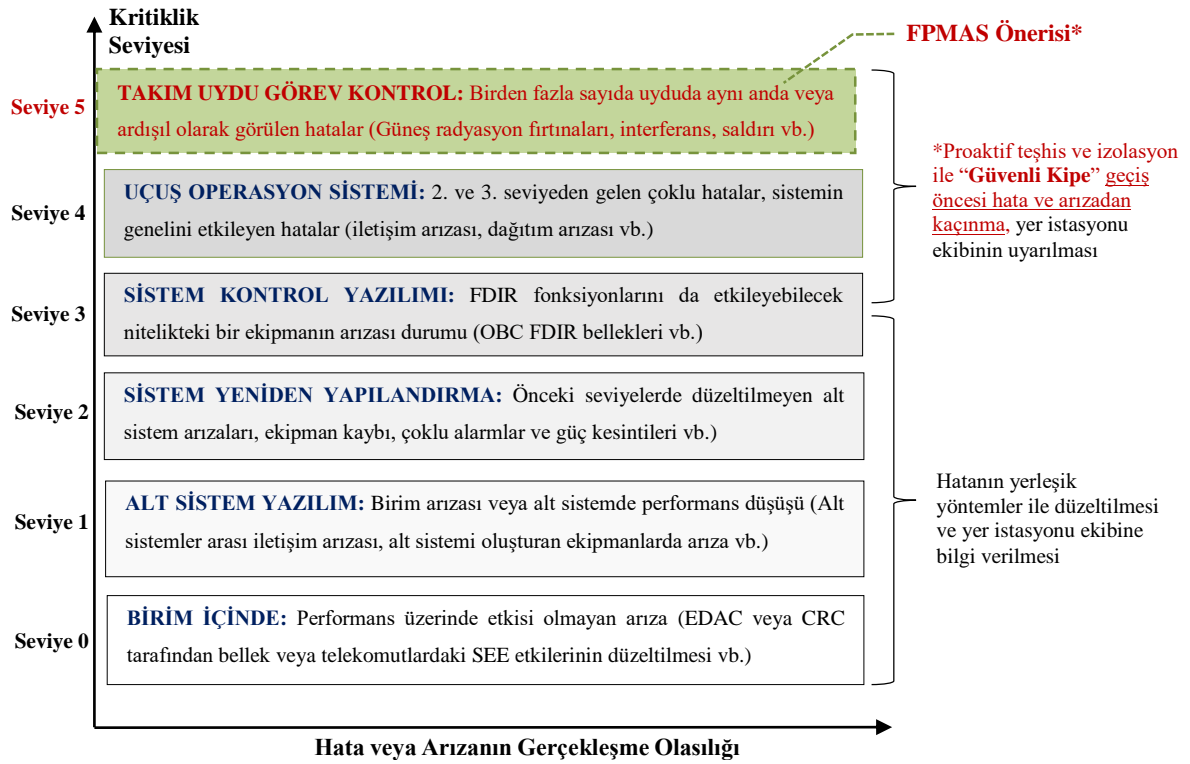 Kritiklik
Seviyesi
FPMAS Önerisi*
Seviye 5
TAKIM UYDU GÖREV KONTROL: Birden fazla sayıda uyduda aynı anda veya
ardışıl olarak görülen hatalar (Güneş radyasyon fırtınaları, interferans, saldırı vb.)
*Proaktif teşhis ve izolasyon
ile “Güvenli Kipe” geçiş
öncesi hata ve arızadan
kaçınma, yer istasyonu
ekibinin uyarılması
Seviye 4
UÇUŞ OPERASYON SİSTEMİ: 2. ve 3. seviyeden gelen çoklu hatalar, sistemin
genelini etkileyen hatalar (iletişim arızası, dağıtım arızası vb.)
Seviye 3
SİSTEM KONTROL YAZILIMI: FDIR fonksiyonlarını da etkileyebilecek
nitelikteki bir ekipmanın arızası durumu (OBC FDIR bellekleri vb.)
Seviye 2
SİSTEM YENİDEN YAPILANDIRMA: Önceki seviyelerde düzeltilmeyen alt
sistem arızaları, ekipman kaybı, çoklu alarmlar ve güç kesintileri vb.)
Seviye 1
ALT SİSTEM YAZILIM: Birim arızası veya alt sistemde performans düşüşü (Alt
sistemler arası iletişim arızası, alt sistemi oluşturan ekipmanlarda arıza vb.)
Hatanın yerleşik
yöntemler ile düzeltilmesi
ve yer istasyonu ekibine
bilgi verilmesi
Seviye 0
BİRİM İÇİNDE: Performans üzerinde etkisi olmayan arıza (EDAC veya CRC
tarafından bellek veya telekomutlardaki SEE etkilerinin düzeltilmesi vb.)
Hata veya Arızanın Gerçekleşme Olasılığı